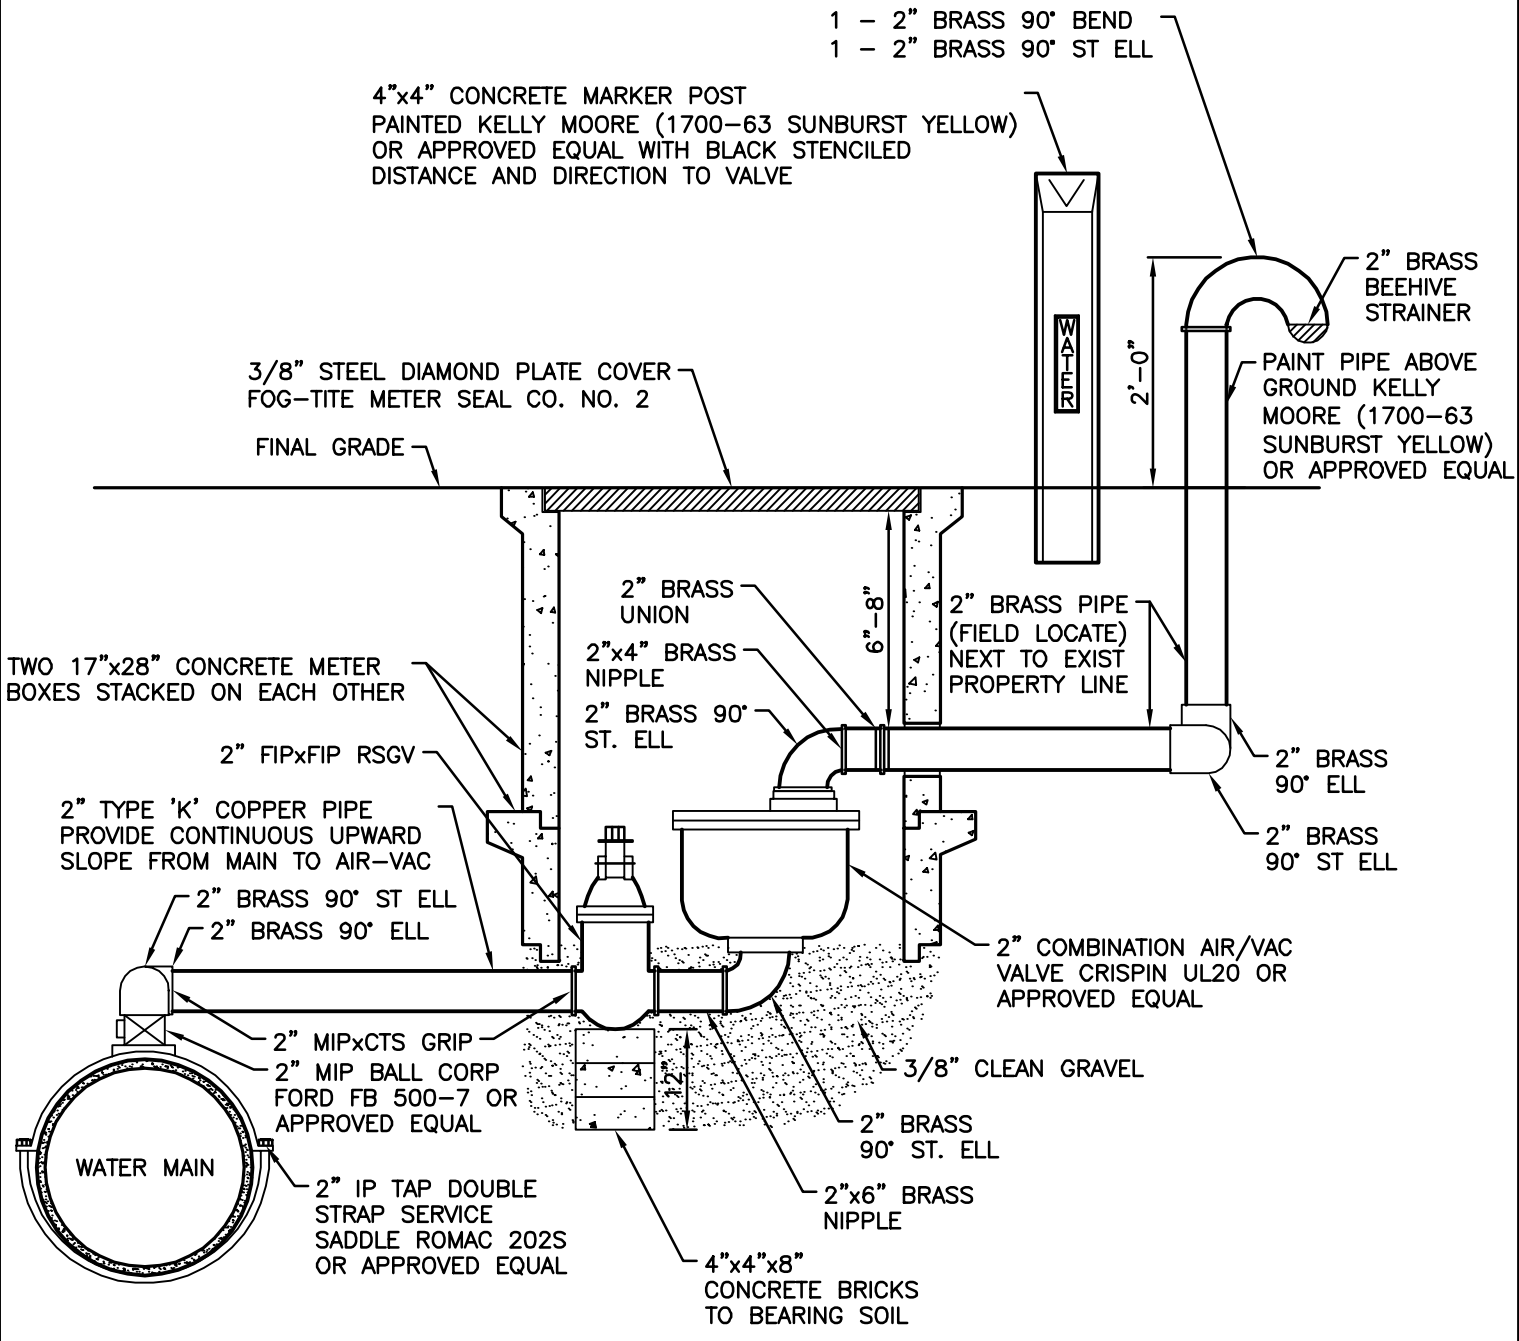 1 - 2" BRASS 90° BEND
1 - 2" BRASS 90° ST ELL
4"x4" CONCRETE MARKER POST
PAINTED KELLY MOORE (1700-63 SUNBURST YELLOW)
OR APPROVED EQUAL WITH BLACK STENCILED
DISTANCE AND DIRECTION TO VALVE
2" BRASS
BEEHIVE
STRAINER
WATER
2'-0"
PAINT PIPE ABOVE
GROUND KELLY
MOORE (1700-63
SUNBURST YELLOW)
OR APPROVED EQUAL
3/8" STEEL DIAMOND PLATE COVER
FOG-TITE METER SEAL CO. NO. 2
FINAL GRADE
2" BRASS
UNION
6"-8"
2" BRASS PIPE
(FIELD LOCATE)
NEXT TO EXIST
PROPERTY LINE
2"x4" BRASS
NIPPLE
TWO 17"x28" CONCRETE METER
BOXES STACKED ON EACH OTHER
2" BRASS 90°
ST. ELL
2" FIPxFIP RSGV
2" BRASS
90° ELL
2" TYPE 'K' COPPER PIPE
PROVIDE CONTINUOUS UPWARD
SLOPE FROM MAIN TO AIR-VAC
2" BRASS
90° ST ELL
2" BRASS 90° ST ELL
2" BRASS 90° ELL
2" COMBINATION AIR/VAC
VALVE CRISPIN UL20 OR
APPROVED EQUAL
2" MIPxCTS GRIP
2" MIP BALL CORP
FORD FB 500-7 OR
APPROVED EQUAL
12"
3/8" CLEAN GRAVEL
2" BRASS
90° ST. ELL
WATER MAIN
2" IP TAP DOUBLE
STRAP SERVICE
SADDLE ROMAC 202S
OR APPROVED EQUAL
2"x6" BRASS
NIPPLE
4"x4"x8"
CONCRETE BRICKS
TO BEARING SOIL